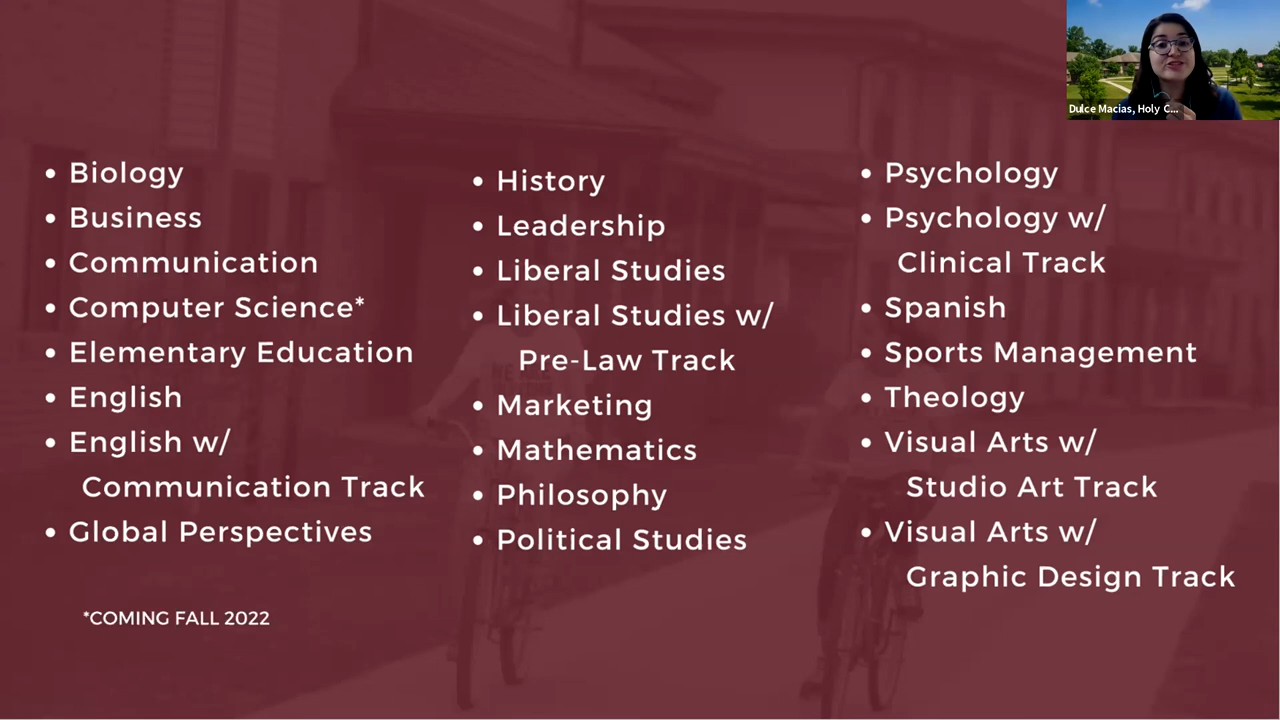 Dulce Macias, Holy C...
• Biology
• Business
• Communication
• Computer Science*
• Elementary Education
• English
• English w/
Communication Track
• Global Perspectives
*COMING FALL 2022
• History
• Leadership
• Liberal Studies
• Liberal Studies w/
Pre-Law Track
• Marketing
• Mathematics
• Philosophy
• Political Studies
• Psychology
• Psychology w/
Clinical Track
• Spanish
• Sports Management
• Theology
• Visual Arts w/
Studio Art Track
• Visual Arts w/
Graphic Design Track